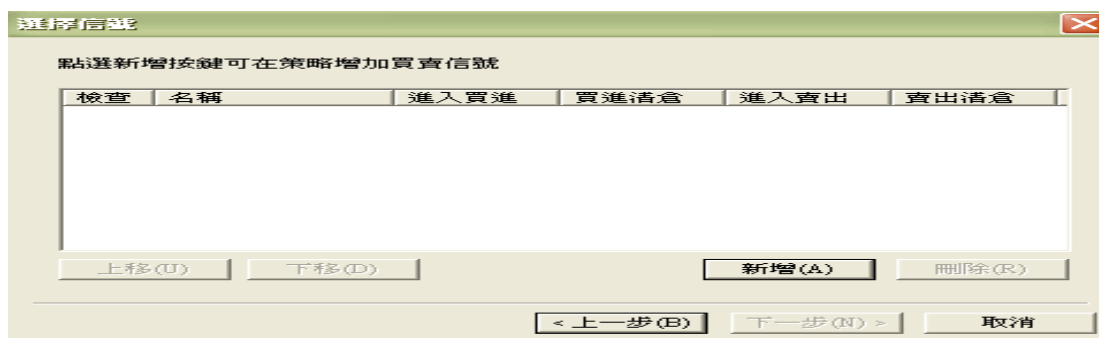 選擇信號
點選新增按鍵可在策略增加買賣信號
檢查 名稱 進入買進 買進清倉 進入賣出 賣出清倉
上移(U) 下移(D) 新增(A) 刪除(R)
< 上一步(B) 下一步(N) > 取消